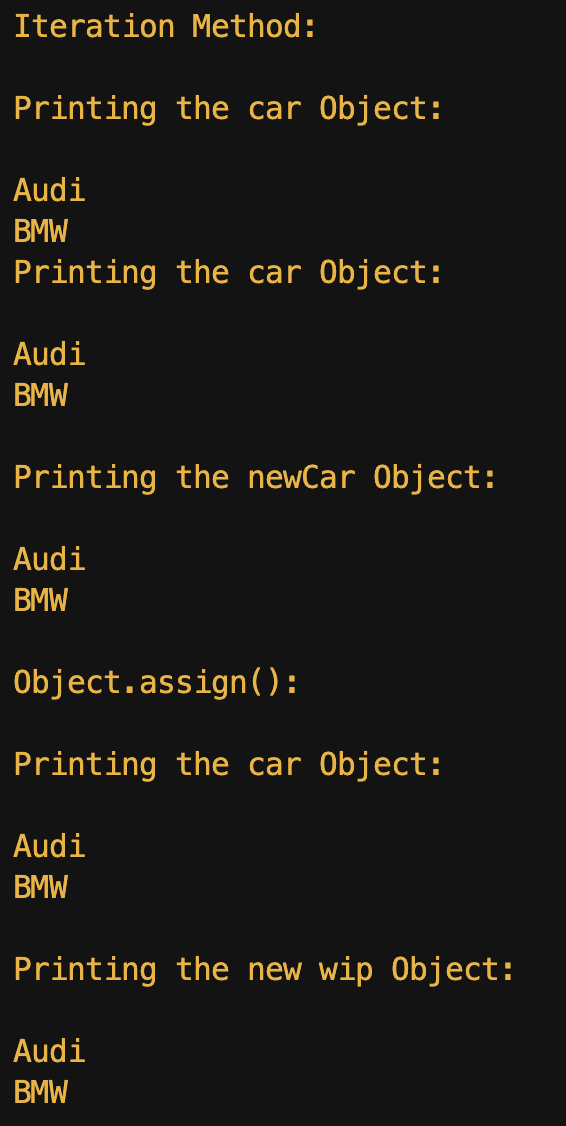 Iteration Method:
Printing the car Object:
Audi
BMW
Printing the car Object:
Audi
BMW
Printing the newCar Object:
Audi
BMW
Object.assign():
Printing the car Object:
Audi
BMW
Printing the new wip Object:
Audi
BMW